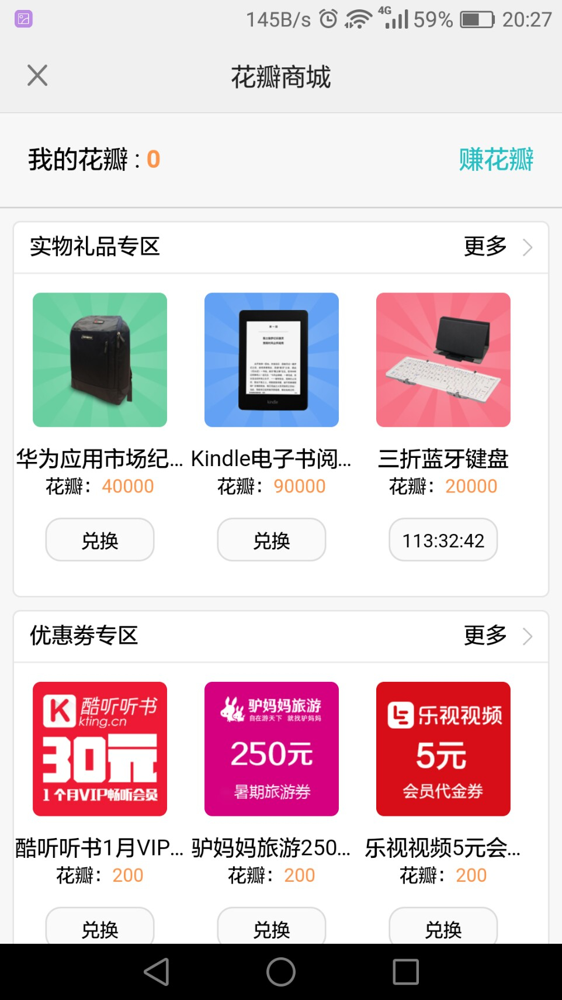 145B/s 4G 59% 20:27
花瓣商城
我的花瓣 : 0 赚花瓣
实物礼品专区 更多
kindle
华为应用市场纪... Kindle电子书阅... 三折蓝牙键盘
花瓣: 40000 花瓣: 90000 花瓣: 20000
兑换 兑换 113:32:42
优惠券专区 更多
酷听听书
kting.cn
30元
1个月VIP畅听会员
驴妈妈旅游
自在游天下 就找驴妈妈
250元
暑期旅游券
乐视视频
5元
会员代金券
酷听听书1月VIP... 驴妈妈旅游250... 乐视视频5元会...
花瓣: 200 花瓣: 200 花瓣: 200
兑换 兑换 兑换